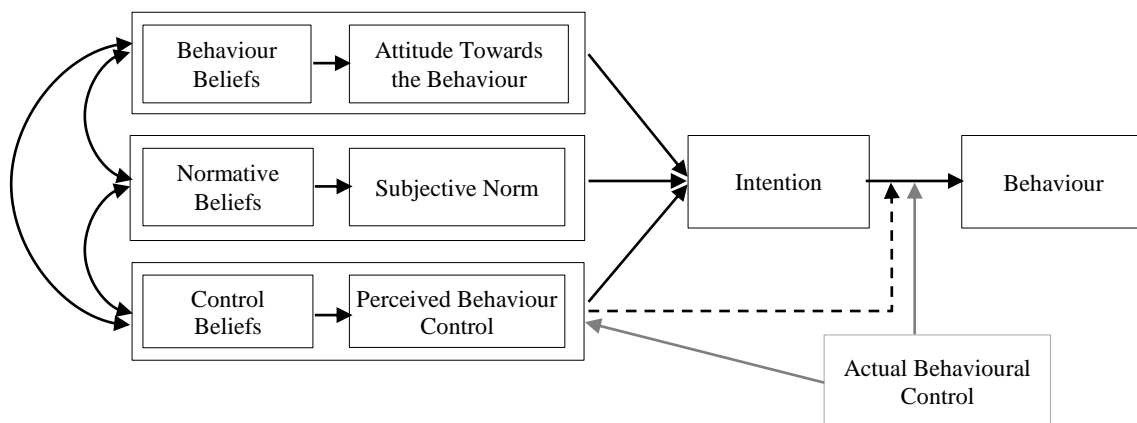 Behaviour
Beliefs
Attitude Towards
the Behaviour
Normative
Beliefs
Subjective Norm
Intention
Behaviour
Control
Beliefs
Perceived Behaviour
Control
Actual Behavioural
Control